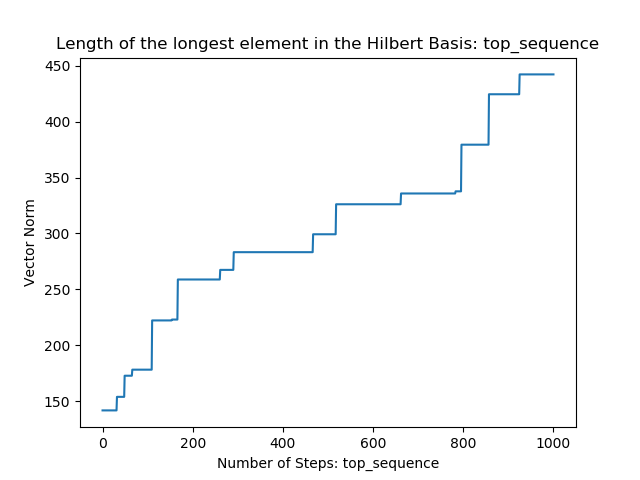 Length of the longest element in the Hilbert Basis: top_sequence
450
400
350
300
250
200
150
Vector Norm
0 200 400 600 800 1000
Number of Steps: top_sequence